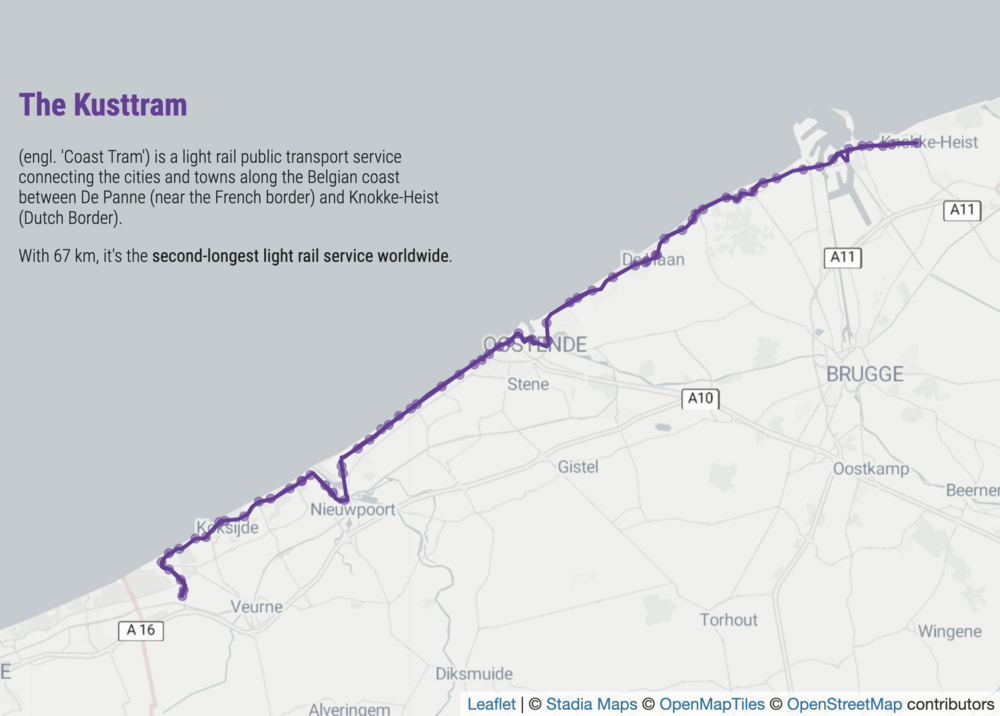 The Kusttram
(engl. 'Coast Tram') is a light rail public transport service
connecting the cities and towns along the Belgian coast
between De Panne (near the French border) and Knokke-Heist
(Dutch Border).
With 67 km, it's the second-longest light rail service worldwide.
Knokke-Heist
A11
A11
De Haan
OOSTENDE
Stene
BRUGGE
A10
Gistel
Oostkamp
Beerner
Nieuwpoort
Koksijde
Veurne
A 16
Torhout
Wingene
E
Diksmuide
Alveringem
Leaflet | © Stadia Maps © OpenMapTiles © OpenStreetMap contributors